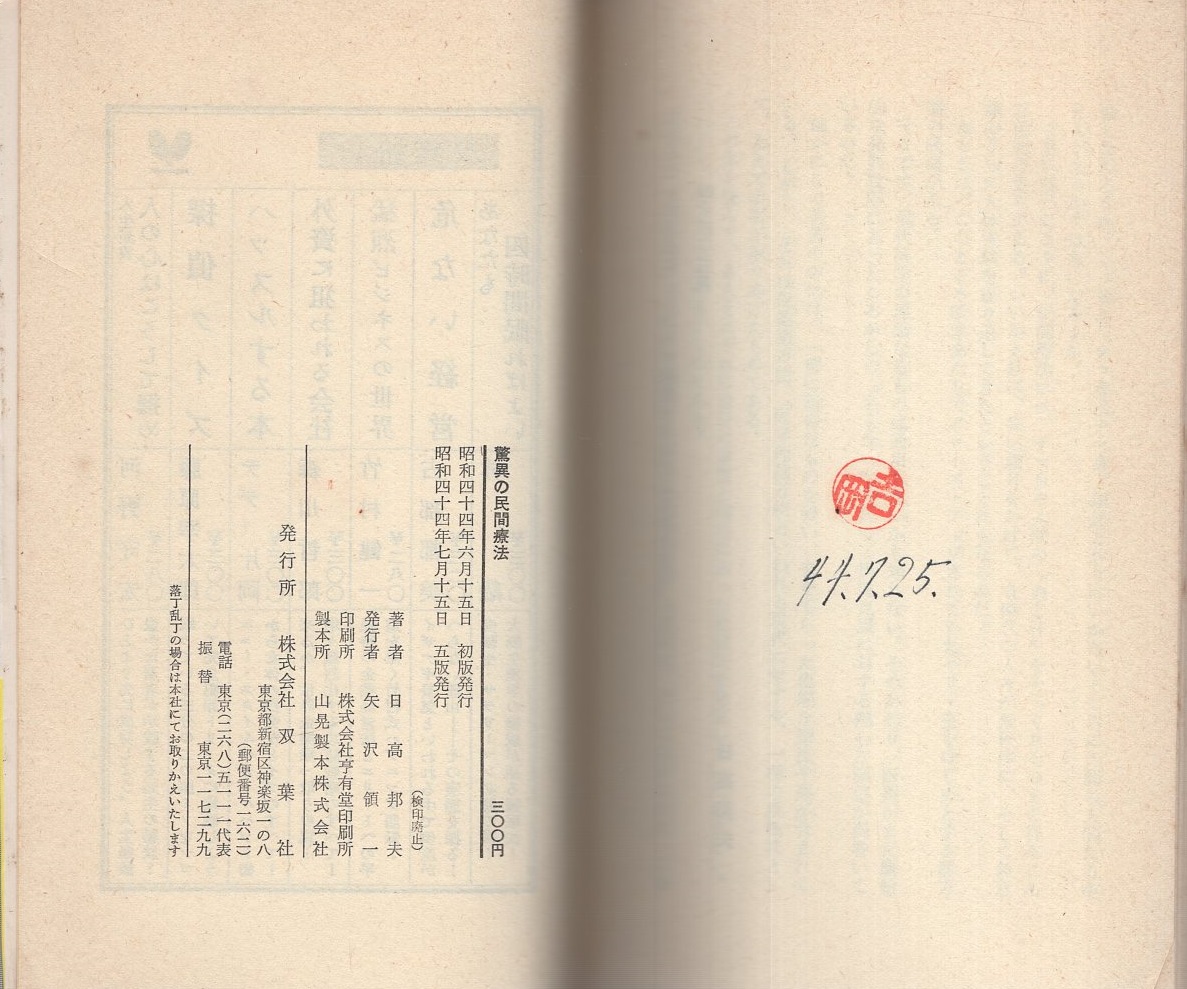 44.7.25.
驚異の民間療法 三〇〇円
昭和四十四年六月十五日 初版発行
昭和四十四年七月十五日 五版発行
(検印廃止)
著者 日高邦夫
発行者 矢沢領一
印刷所 株式会社亨有堂印刷所
製本所 山晃製本株式会社
発行所 株式会社双葉社
東京都新宿区神楽坂一の八
(郵便番号一六二)
電話 東京(二六八)五一一一代表
振替 東京一一七二九九
落丁乱丁の場合は本社にてお取りかえいたします